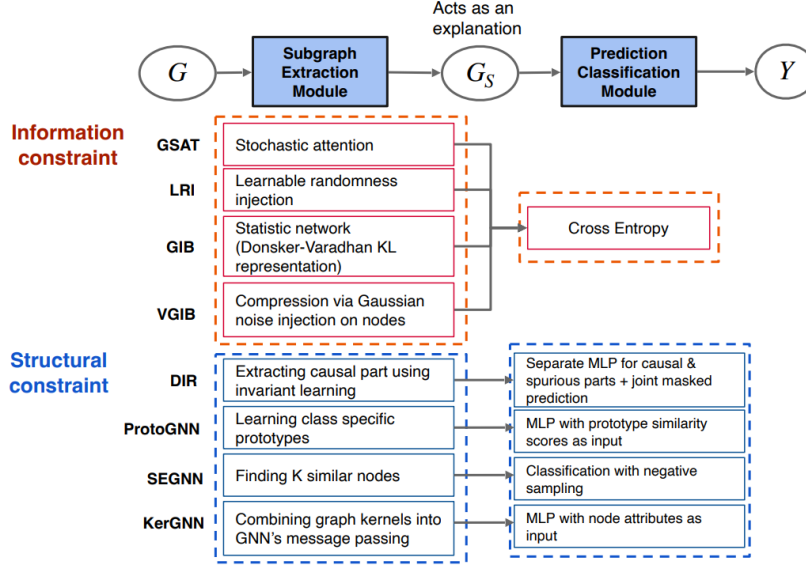 Acts as an
explanation
G
Subgraph
Extraction
Module
G_S
Prediction
Classification
Module
Y
Information
constraint
GSAT
Stochastic attention
LRI
Learnable randomness
injection
GIB
Statistic network
(Donsker-Varadhan KL
representation)
VGIB
Compression via Gaussian
noise injection on nodes
Cross Entropy
Structural
constraint
DIR
Extracting causal part using
invariant learning
Separate MLP for causal &
spurious parts + joint masked
prediction
ProtoGNN
Learning class specific
prototypes
MLP with prototype similarity
scores as input
SEGNN
Finding K similar nodes
Classification with negative
sampling
KerGNN
Combining graph kernels into
GNN's message passing
MLP with node attributes as
input